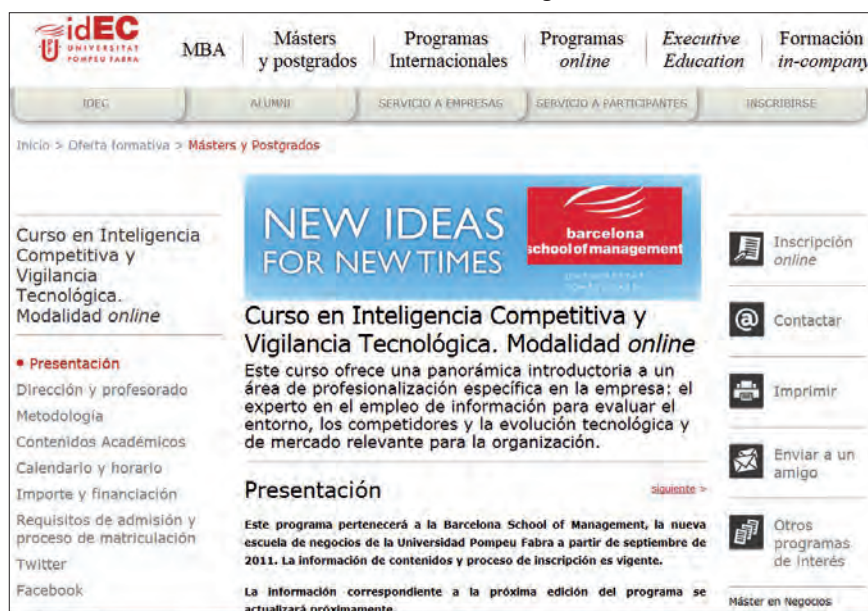 idEC
UNIVERSITAT
POMPEU FABRA
MBA
Másters
y postgrados
Programas
Internacionales
Programas
online
Executive
Education
Formación
in-company
IDEC
ALUMNI
SERVICIO A EMPRESAS
SERVICIO A PARTICIPANTES
INSCRIBIRSE
Inicio > Oferta formativa > Másters y Postgrados
Curso en Inteligencia
Competitiva y
Vigilancia
Tecnológica.
Modalidad online
• Presentación
Dirección y profesorado
Metodología
Contenidos Académicos
Calendario y horario
Importe y financiación
Requisitos de admisión y
proceso de matriculación
Twitter
Facebook
NEW IDEAS
FOR NEW TIMES
barcelona
school of management
UNIVERSITAT
POMPEU FABRA
Curso en Inteligencia Competitiva y
Vigilancia Tecnológica. Modalidad online
Este curso ofrece una panorámica introductoria a un
área de profesionalización específica en la empresa: el
experto en el empleo de información para evaluar el
entorno, los competidores y la evolución tecnológica y
de mercado relevante para la organización.
Presentación
siguiente >
Este programa pertenecerá a la Barcelona School of Management, la nueva
escuela de negocios de la Universidad Pompeu Fabra a partir de septiembre de
2011. La información de contenidos y proceso de inscripción es vigente.
La información correspondiente a la próxima edición del programa se
actualizará próximamente.
Inscripción
online
Contactar
Imprimir
Enviar a un
amigo
Otros
programas
de interés
Máster en Negocios